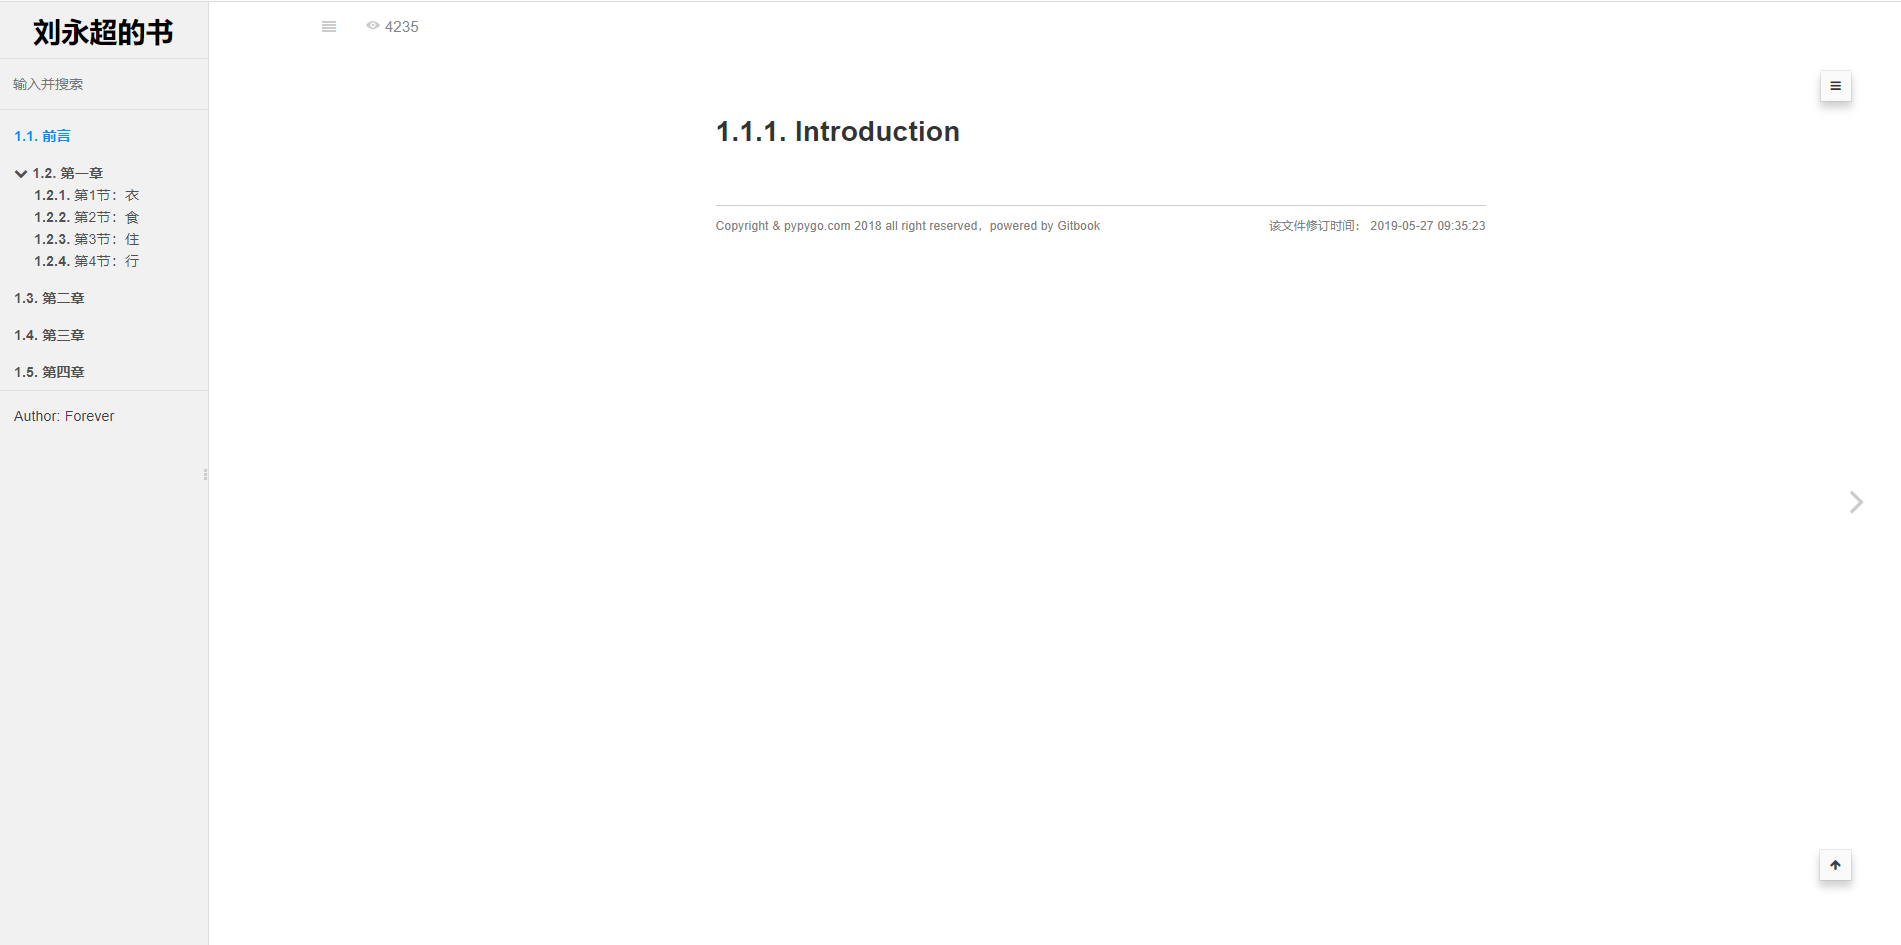 刘永超的书
输入并搜索
1.1. 前言
1.2. 第一章
1.2.1. 第1节：衣
1.2.2. 第2节：食
1.2.3. 第3节：住
1.2.4. 第4节：行
1.3. 第二章
1.4. 第三章
1.5. 第四章
Author: Forever
4235
1.1.1. Introduction
Copyright & pypygo.com 2018 all right reserved，powered by Gitbook
该文件修订时间： 2019-05-27 09:35:23